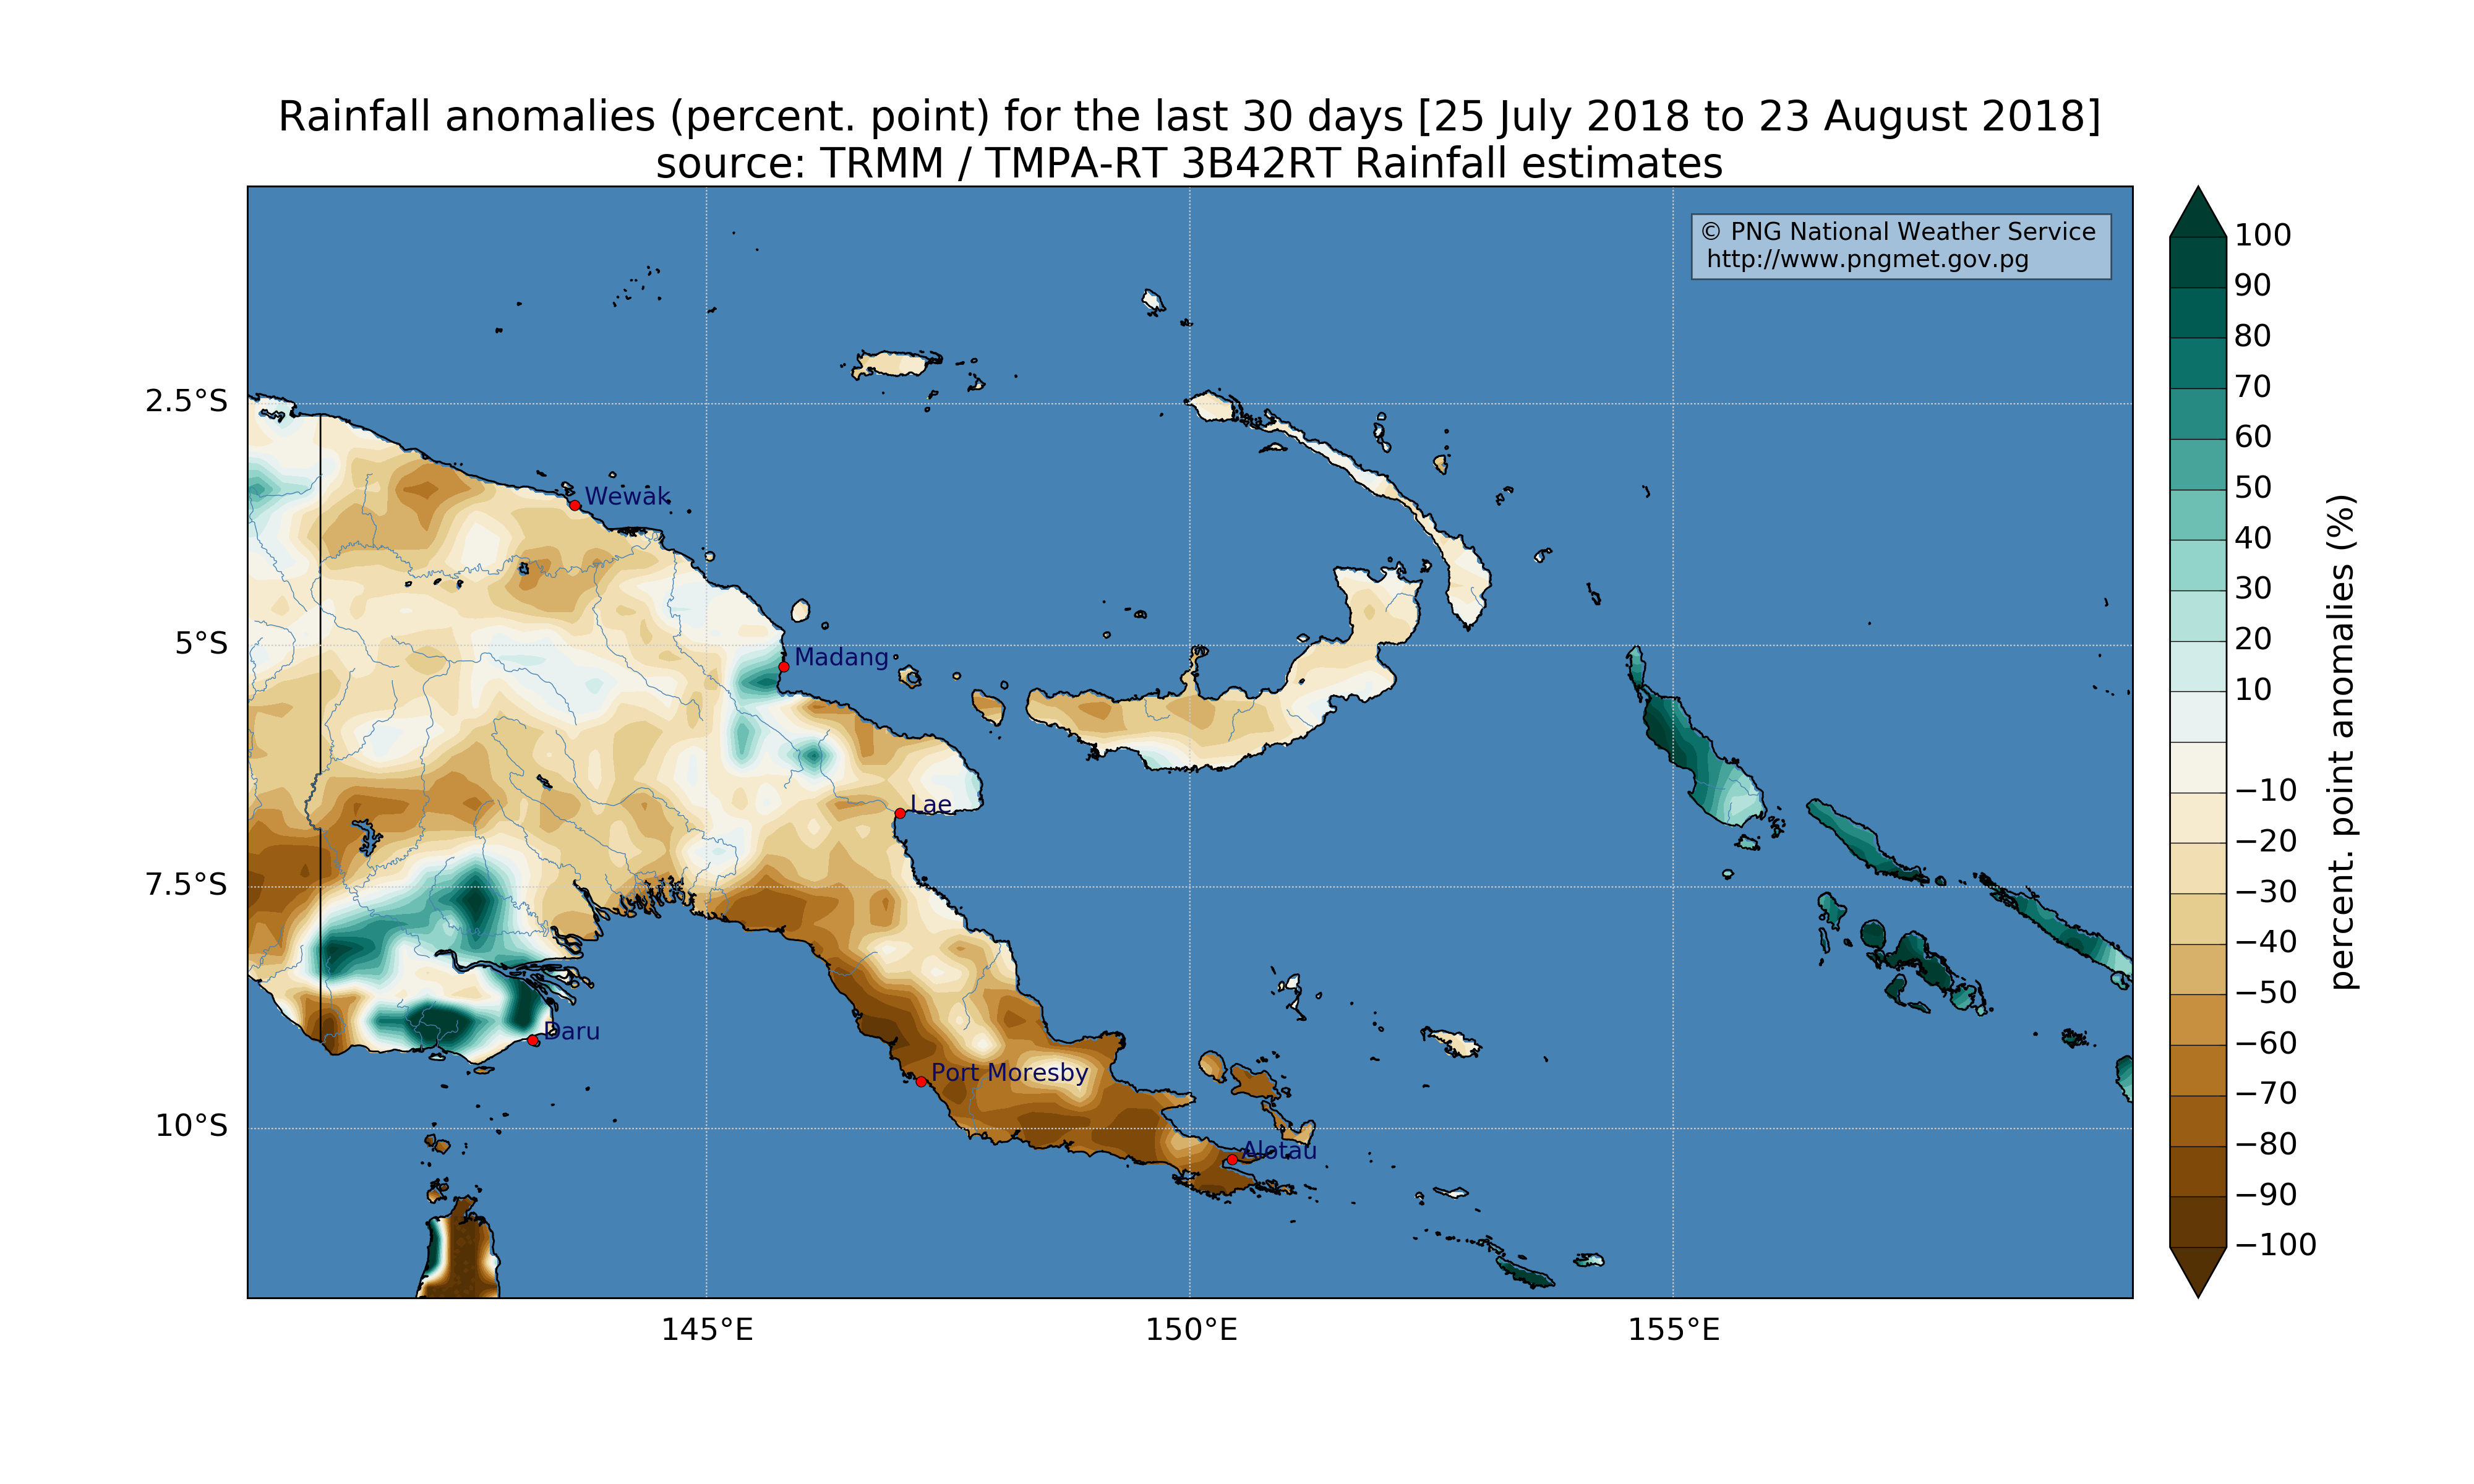 Rainfall anomalies (percent. point) for the last 30 days [25 July 2018 to 23 August 2018]
source: TRMM / TMPA-RT 3B42RT Rainfall estimates
© PNG National Weather Service
http://www.pngmet.gov.pg
2.5°S
5°S
7.5°S
10°S
145°E
150°E
155°E
Wewak
Madang
Lae
Daru
Port Moresby
Alotau
100
90
80
70
60
50
40
30
20
10
−10
−20
−30
−40
−50
−60
−70
−80
−90
−100
percent. point anomalies (%)